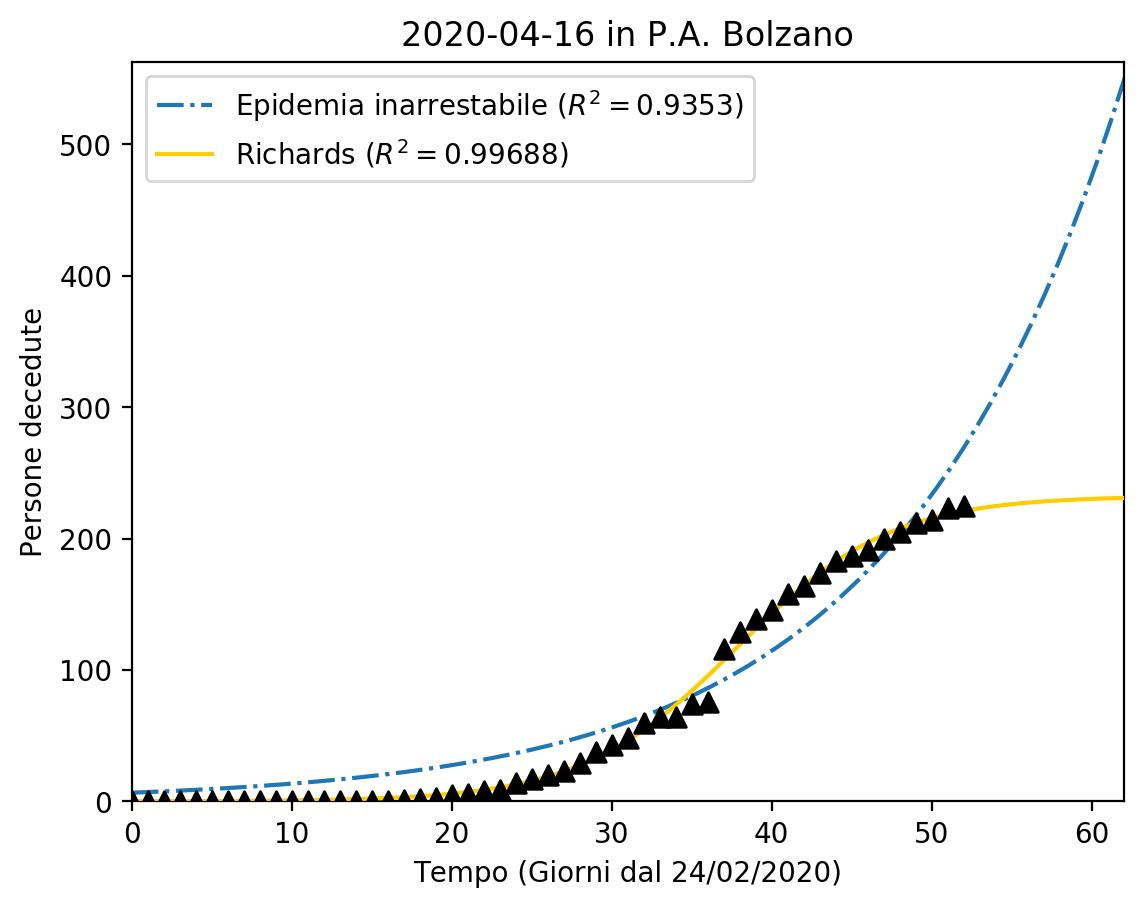 2020-04-16 in P.A. Bolzano
Epidemia inarrestabile (R² = 0.9353)
Richards (R² = 0.99688)
500
400
300
200
100
0
Persone decedute
0 10 20 30 40 50 60
Tempo (Giorni dal 24/02/2020)